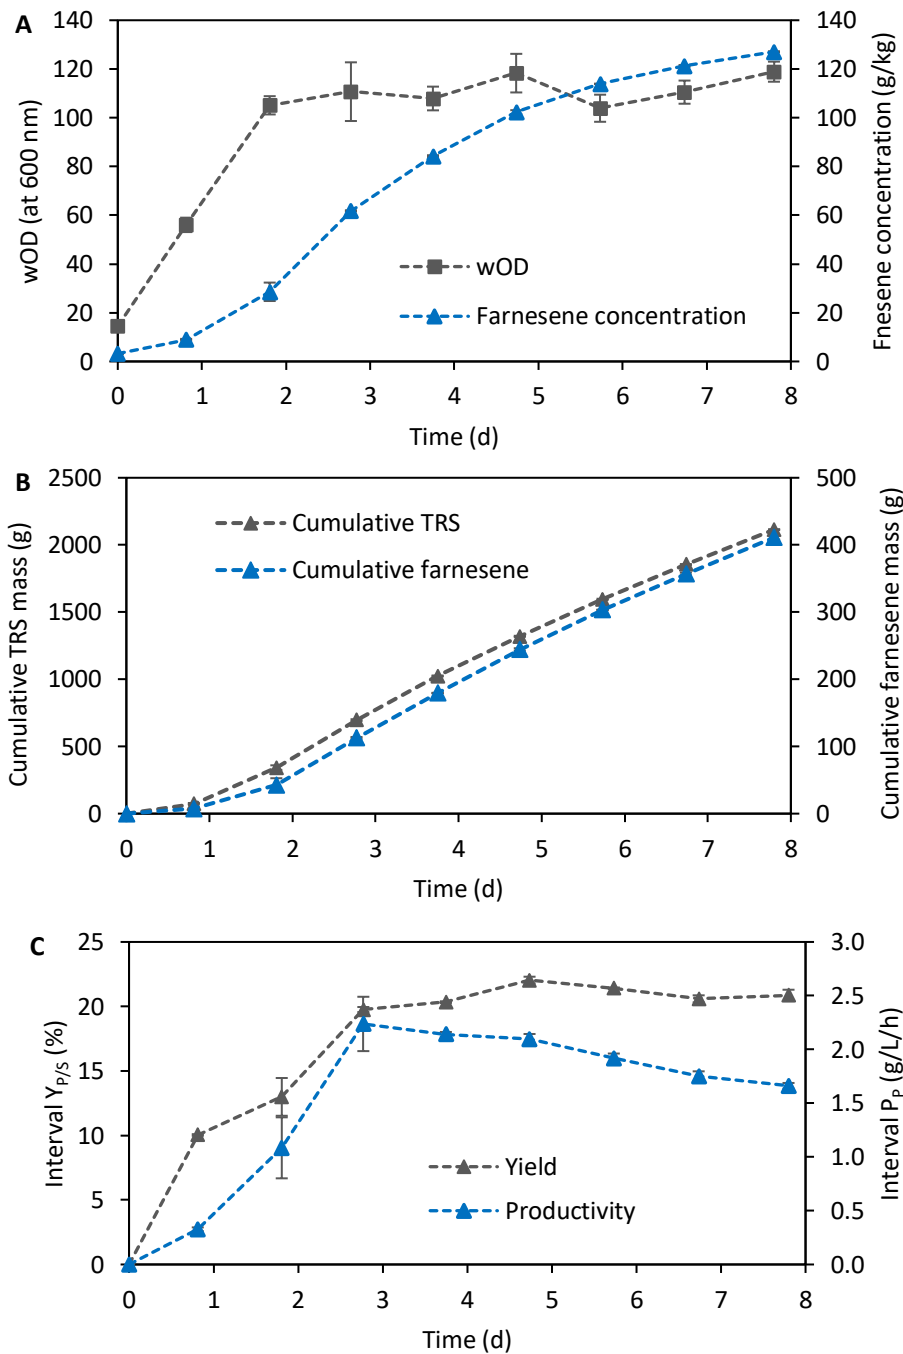 A
140
120
100
80
60
40
20
0
wOD (at 600 nm)
140
120
100
80
60
40
20
0
Fnesene concentration (g/kg)
wOD
Farnesene concentration
0 1 2 3 4 5 6 7 8
Time (d)
B
2500
2000
1500
1000
500
0
Cumulative TRS mass (g)
500
400
300
200
100
0
Cumulative farnesene mass (g)
Cumulative TRS
Cumulative farnesene
0 1 2 3 4 5 6 7 8
Time (d)
C
25
20
15
10
5
0
Interval Y_P/S (%)
3.0
2.5
2.0
1.5
1.0
0.5
0.0
Interval P_P (g/L/h)
Yield
Productivity
0 1 2 3 4 5 6 7 8
Time (d)